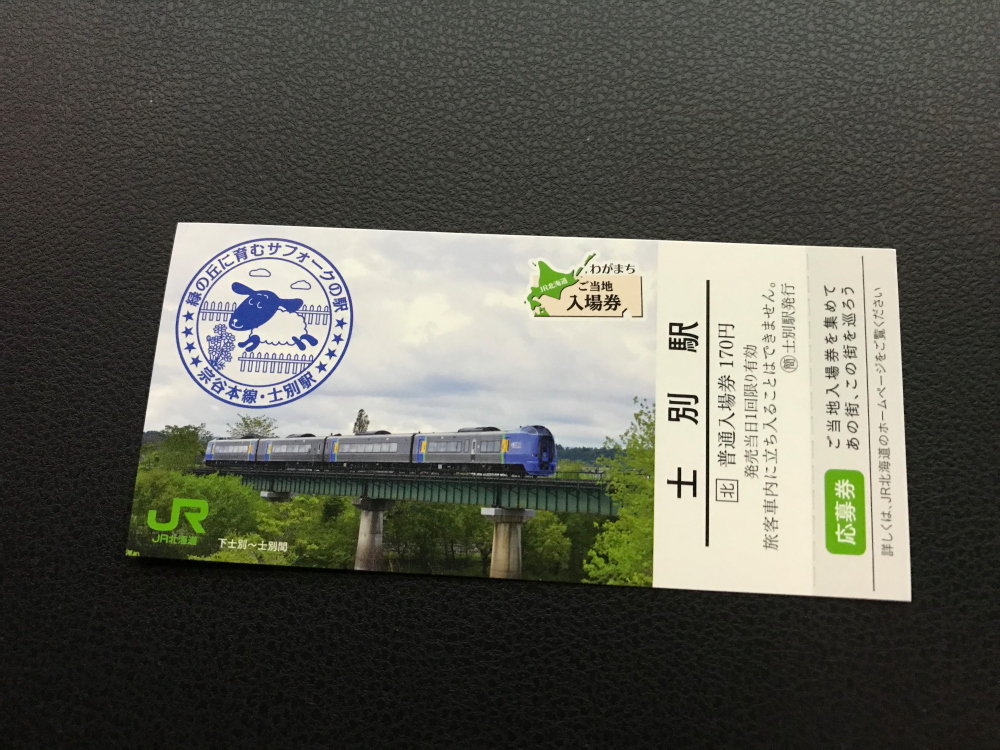 緑の丘に育むサフォークの駅
宗谷本線・士別駅
わがまち
ご当地
入場券
JR北海道
JR
JR北海道
下士別〜士別間
士別駅
北 普通入場券 170円
発売当日1回限り有効
旅客車内に立ち入ることはできません。
簡 士別駅発行
応募券
ご当地入場券を集めて
あの街、この街を巡ろう
詳しくは、JR北海道のホームページをご覧ください